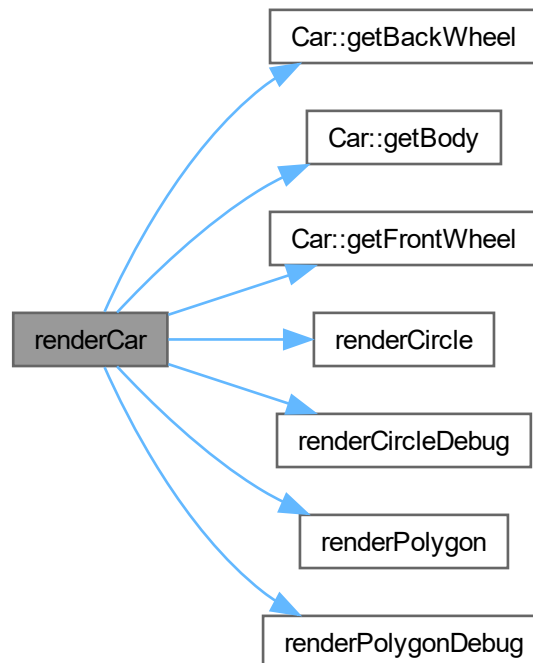 Car::getBackWheel
Car::getBody
Car::getFrontWheel
renderCar
renderCircle
renderCircleDebug
renderPolygon
renderPolygonDebug